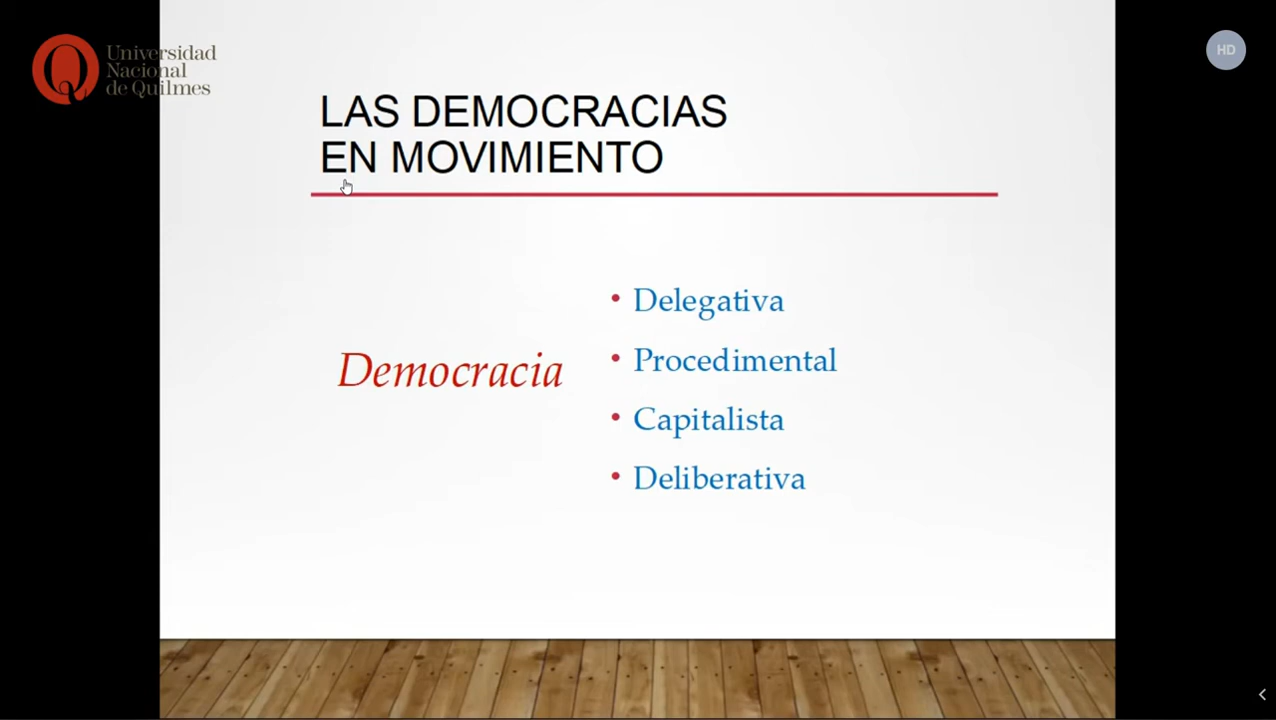 Universidad
Nacional
de Quilmes
HD
LAS DEMOCRACIAS
EN MOVIMIENTO
Democracia
• Delegativa
• Procedimental
• Capitalista
• Deliberativa